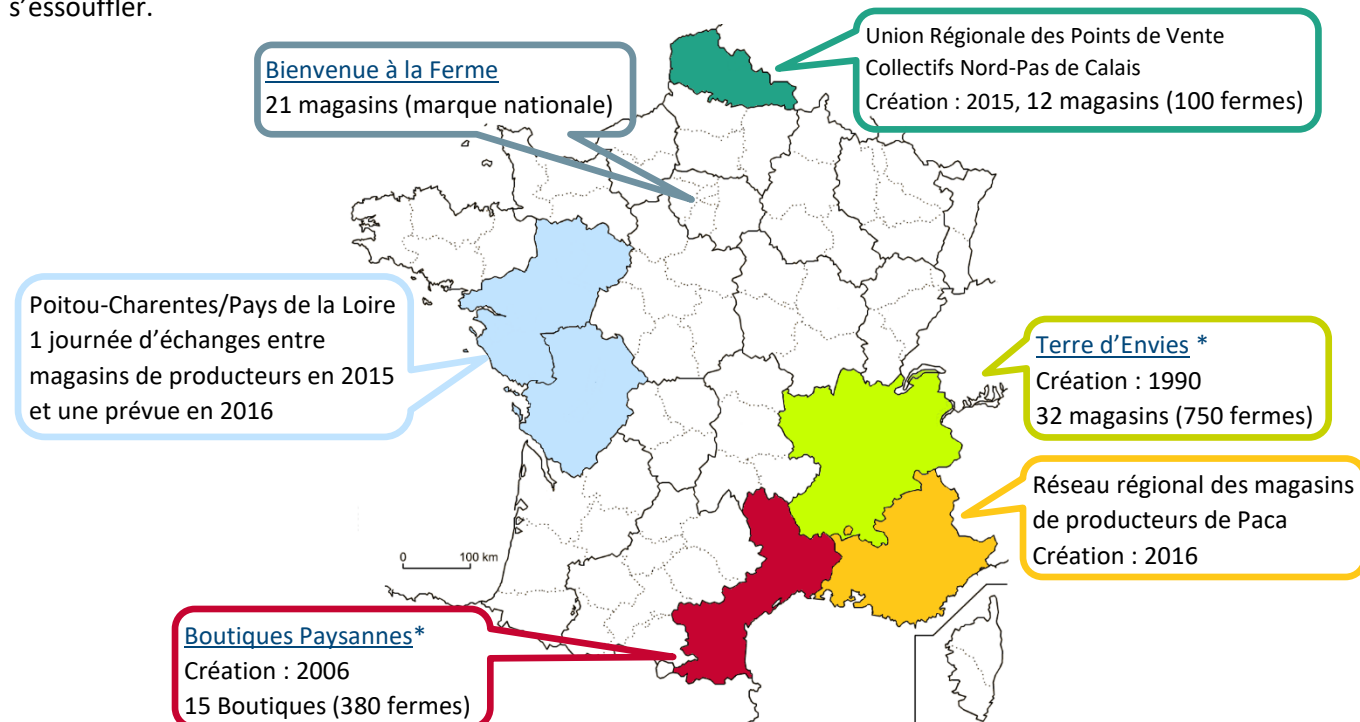 s’essouffler.
Bienvenue à la Ferme
21 magasins (marque nationale)
Union Régionale des Points de Vente
Collectifs Nord-Pas de Calais
Création : 2015, 12 magasins (100 fermes)
Poitou-Charentes/Pays de la Loire
1 journée d’échanges entre
magasins de producteurs en 2015
et une prévue en 2016
Terre d’Envies *
Création : 1990
32 magasins (750 fermes)
Réseau régional des magasins
de producteurs de Paca
Création : 2016
0 100 km
Boutiques Paysannes*
Création : 2006
15 Boutiques (380 fermes)